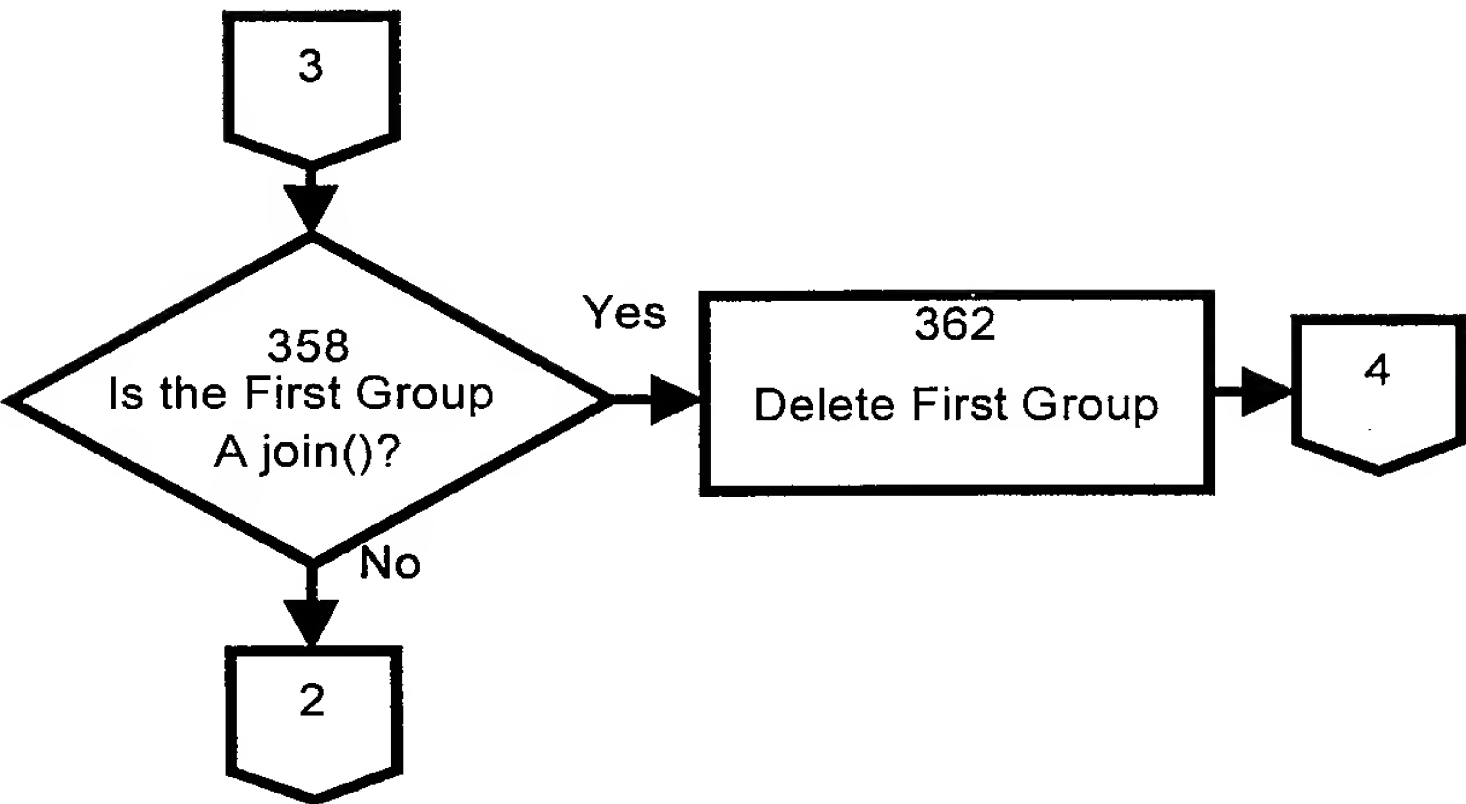 3
358
Is the First Group
A join()?
Yes
362
Delete First Group
4
No
2